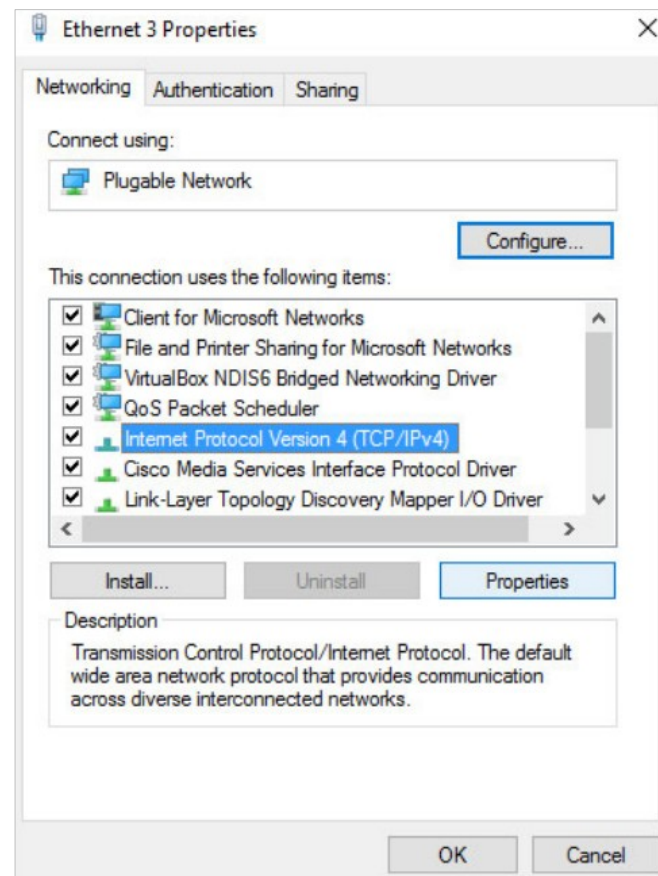 Ethernet 3 Properties
Networking Authentication Sharing
Connect using:
Plugable Network
Configure...
This connection uses the following items:
Client for Microsoft Networks
File and Printer Sharing for Microsoft Networks
VirtualBox NDIS6 Bridged Networking Driver
QoS Packet Scheduler
Internet Protocol Version 4 (TCP/IPv4)
Cisco Media Services Interface Protocol Driver
Link-Layer Topology Discovery Mapper I/O Driver
Install... Uninstall Properties
Description
Transmission Control Protocol/Internet Protocol. The default
wide area network protocol that provides communication
across diverse interconnected networks.
OK Cancel